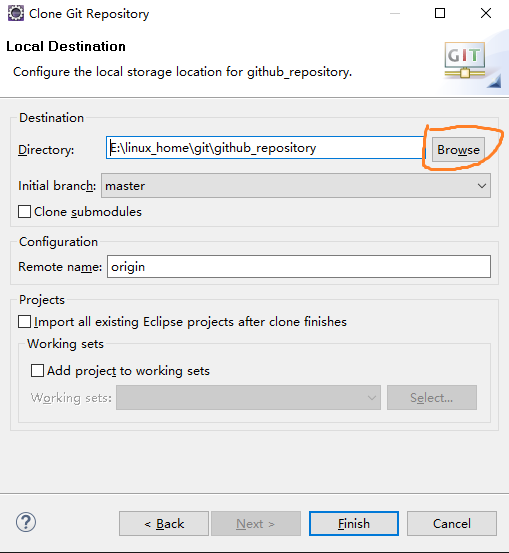 Clone Git Repository
Local Destination
Configure the local storage location for github_repository.
GIT
Destination
Directory: E:\linux_home\git\github_repository Browse
Initial branch: master
Clone submodules
Configuration
Remote name: origin
Projects
Import all existing Eclipse projects after clone finishes
Working sets
Add project to working sets
Working sets: Select...
? < Back Next > Finish Cancel